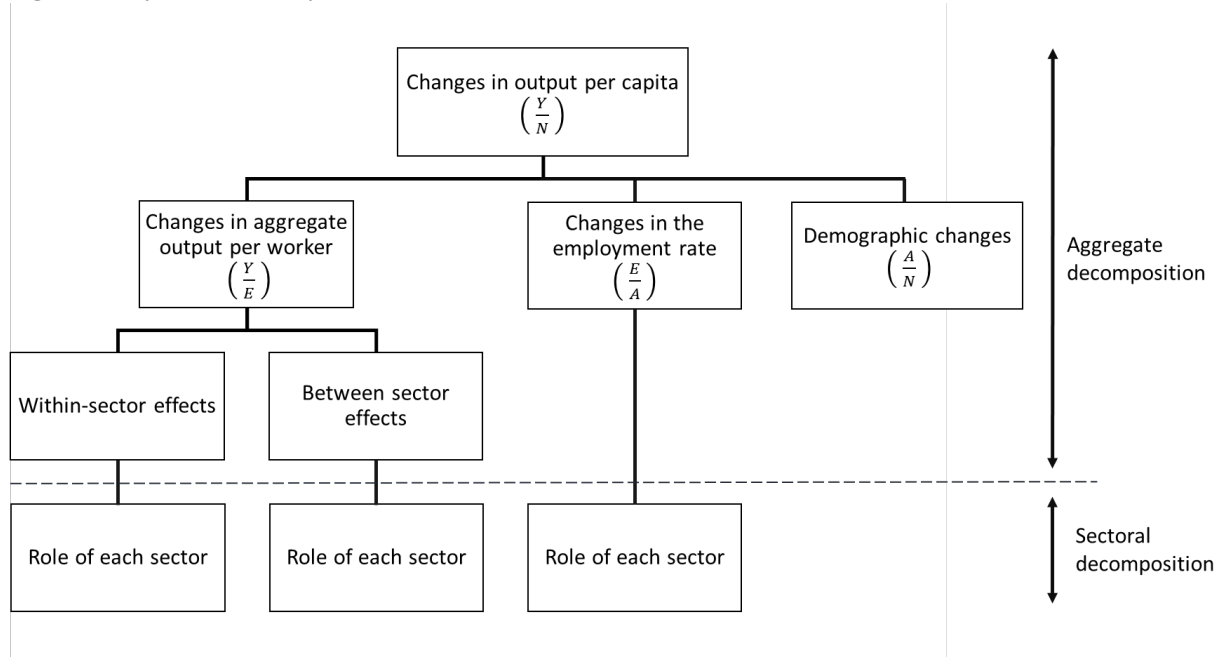 Changes in output per capita
(Y/N)
Changes in aggregate
output per worker
(Y/E)
Changes in the
employment rate
(E/A)
Demographic changes
(A/N)
Aggregate
decomposition
Within-sector effects
Between sector
effects
Role of each sector
Role of each sector
Role of each sector
Sectoral
decomposition